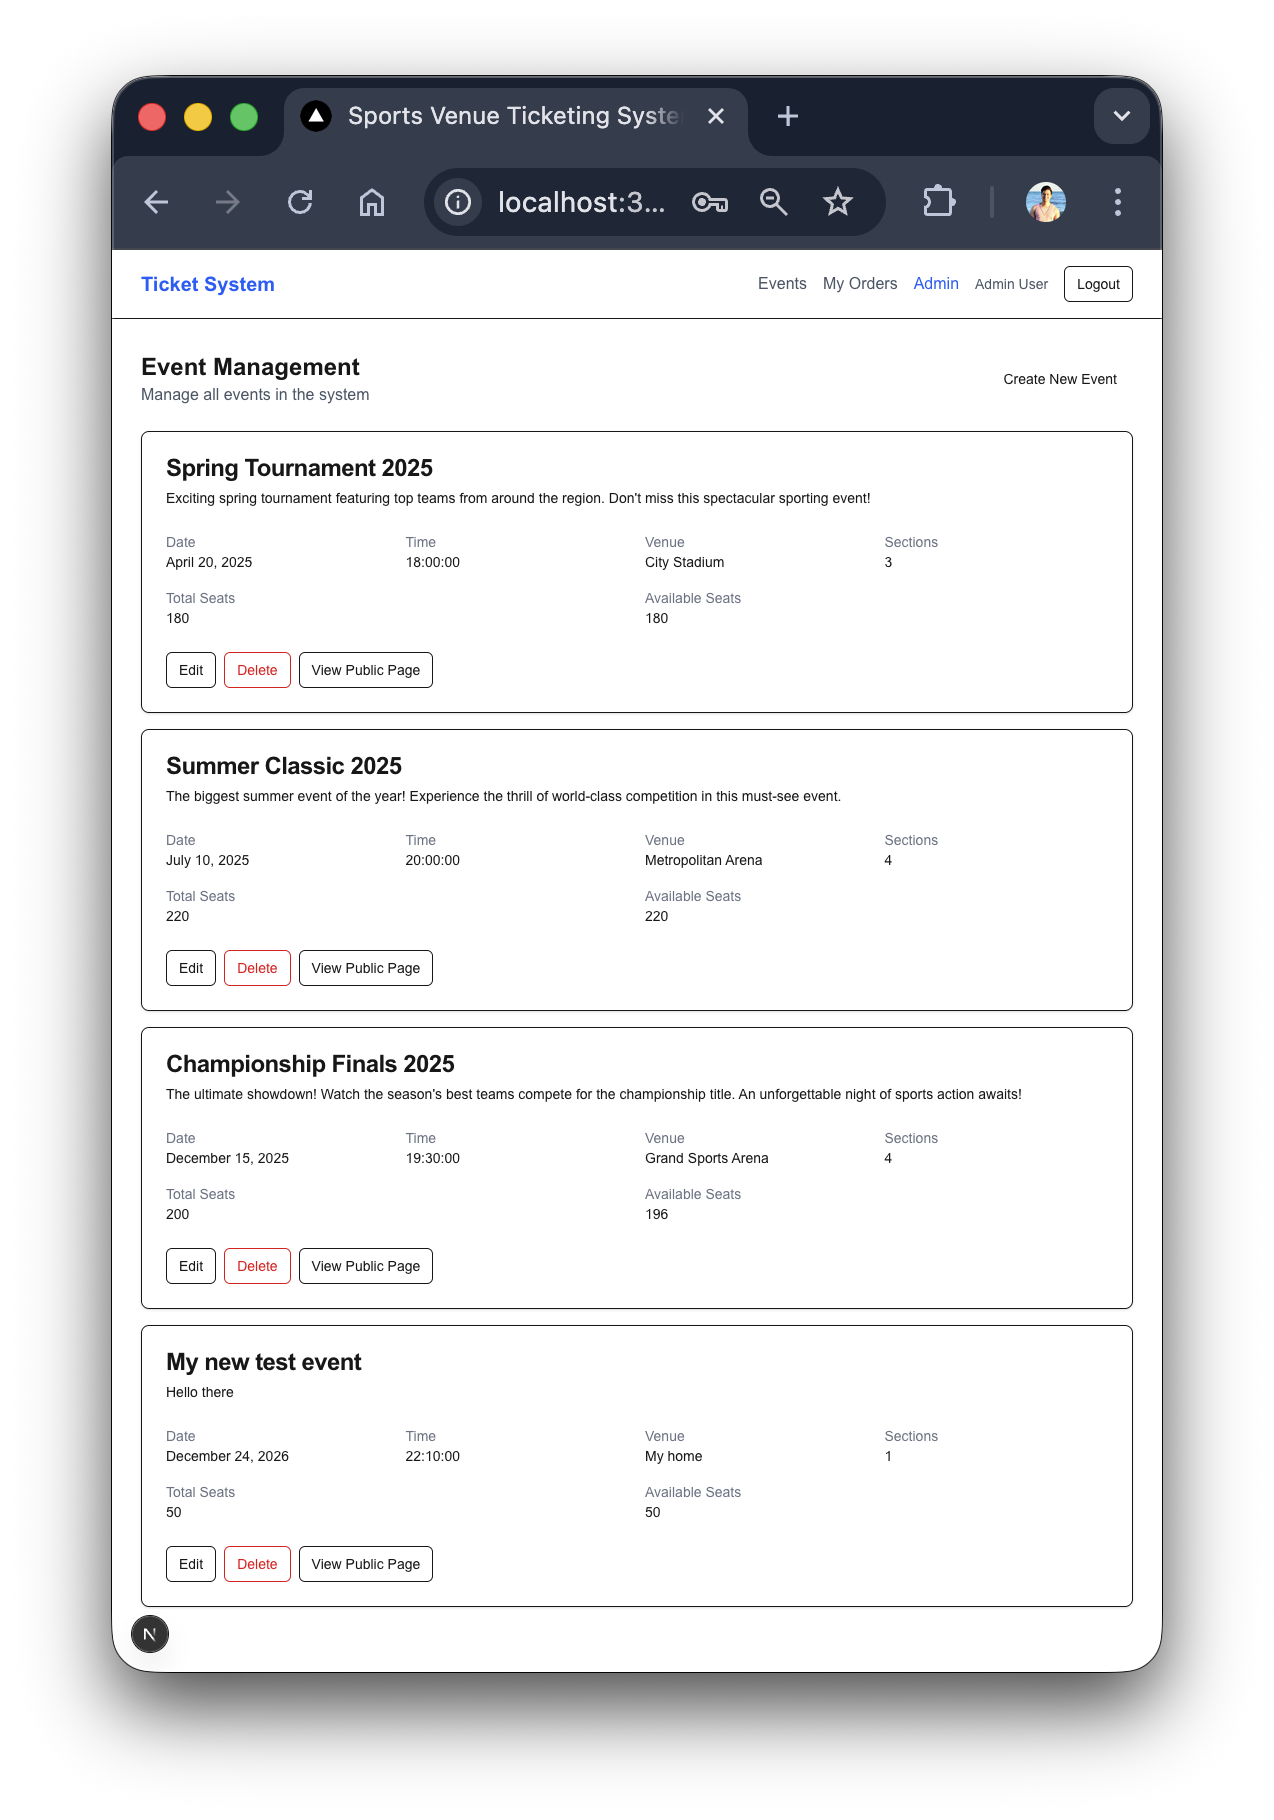 Sports Venue Ticketing Syste
localhost:3...
Ticket System
Events My Orders Admin Admin User Logout
Event Management
Manage all events in the system
Create New Event
Spring Tournament 2025
Exciting spring tournament featuring top teams from around the region. Don't miss this spectacular sporting event!
Date Time Venue Sections
April 20, 2025 18:00:00 City Stadium 3
Total Seats Available Seats
180 180
Edit Delete View Public Page
Summer Classic 2025
The biggest summer event of the year! Experience the thrill of world-class competition in this must-see event.
Date Time Venue Sections
July 10, 2025 20:00:00 Metropolitan Arena 4
Total Seats Available Seats
220 220
Edit Delete View Public Page
Championship Finals 2025
The ultimate showdown! Watch the season's best teams compete for the championship title. An unforgettable night of sports action awaits!
Date Time Venue Sections
December 15, 2025 19:30:00 Grand Sports Arena 4
Total Seats Available Seats
200 196
Edit Delete View Public Page
My new test event
Hello there
Date Time Venue Sections
December 24, 2026 22:10:00 My home 1
Total Seats Available Seats
50 50
Edit Delete View Public Page
N